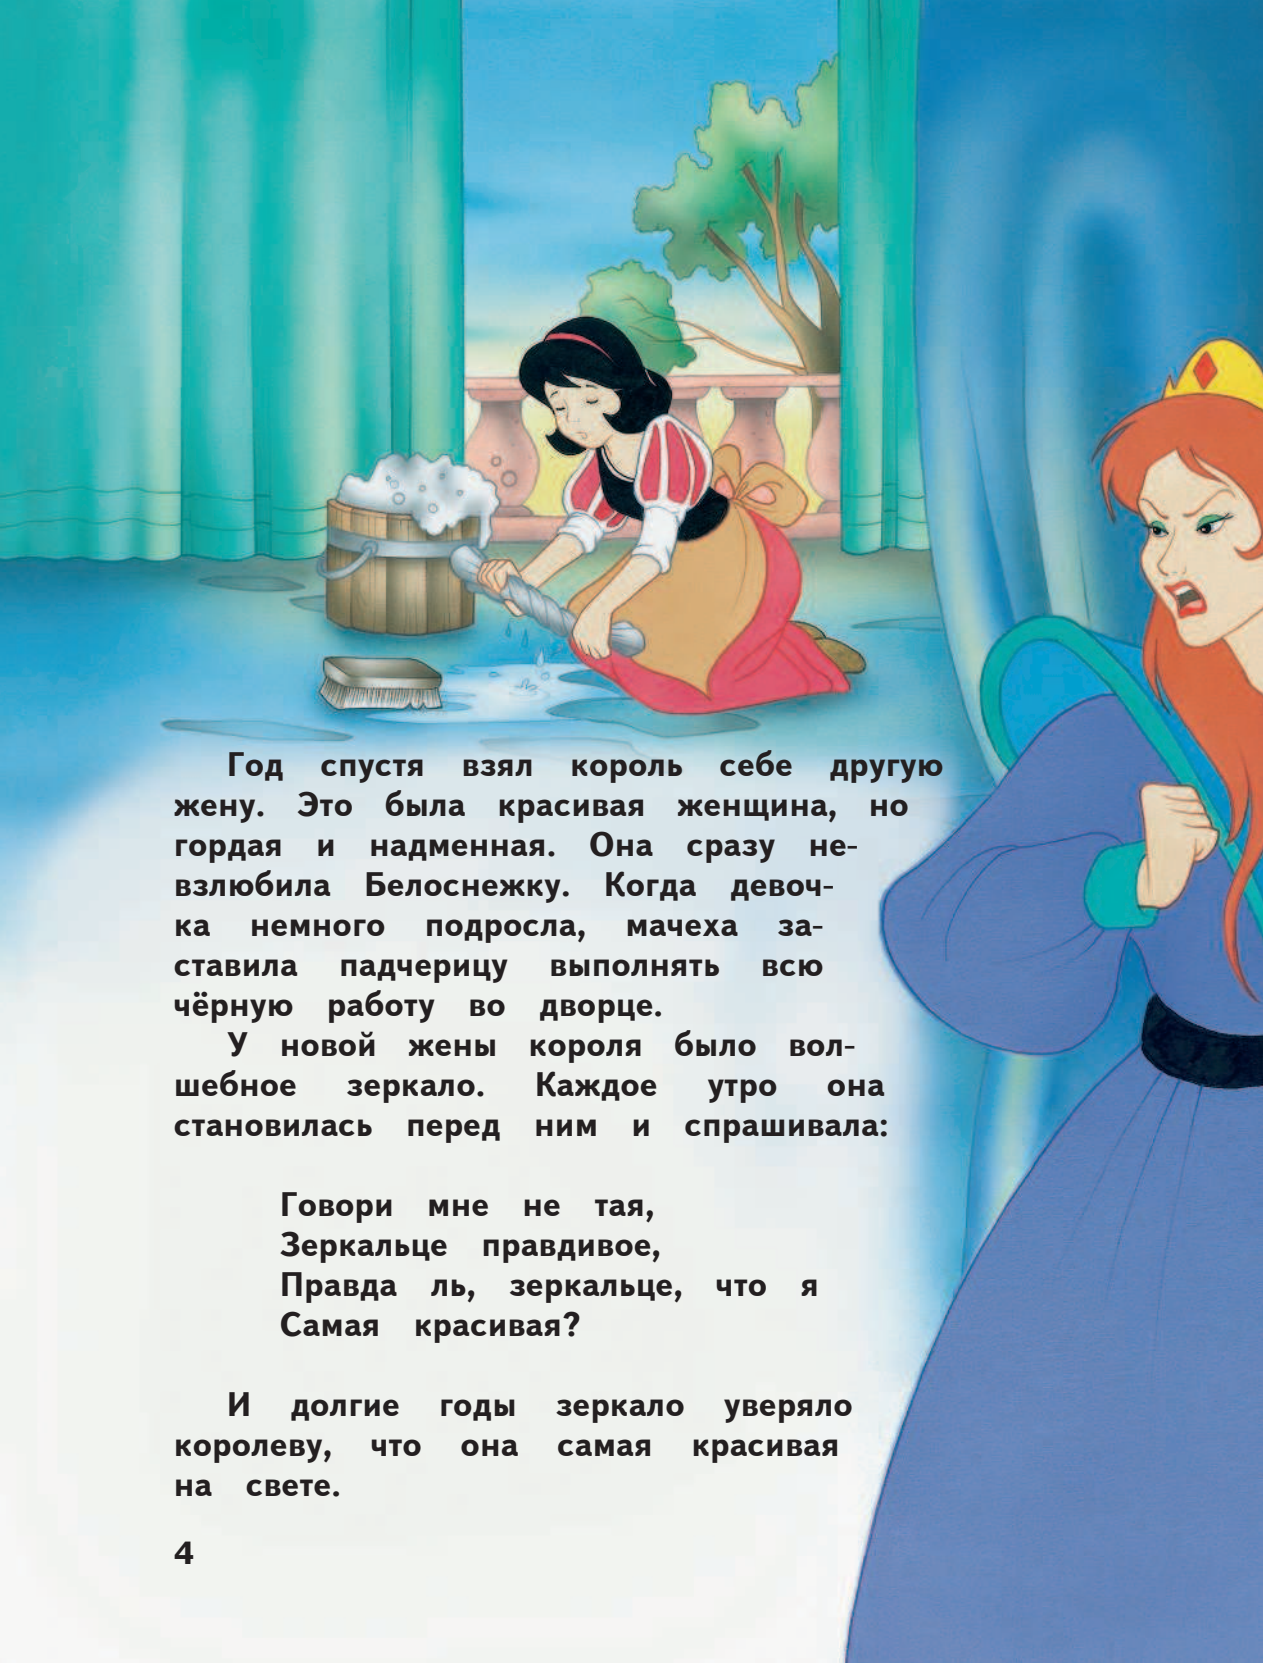 Год спустя взял король себе другую
жену. Это была красивая женщина, но
гордая и надменная. Она сразу не-
взлюбила Белоснежку. Когда девоч-
ка немного подросла, мачеха за-
ставила падчерицу выполнять всю
чёрную работу во дворце.
У новой жены короля было вол-
шебное зеркало. Каждое утро она
становилась перед ним и спрашивала:
Говори мне не тая,
Зеркальце правдивое,
Правда ль, зеркальце, что я
Самая красивая?
И долгие годы зеркало уверяло
королеву, что она самая красивая
на свете.
4